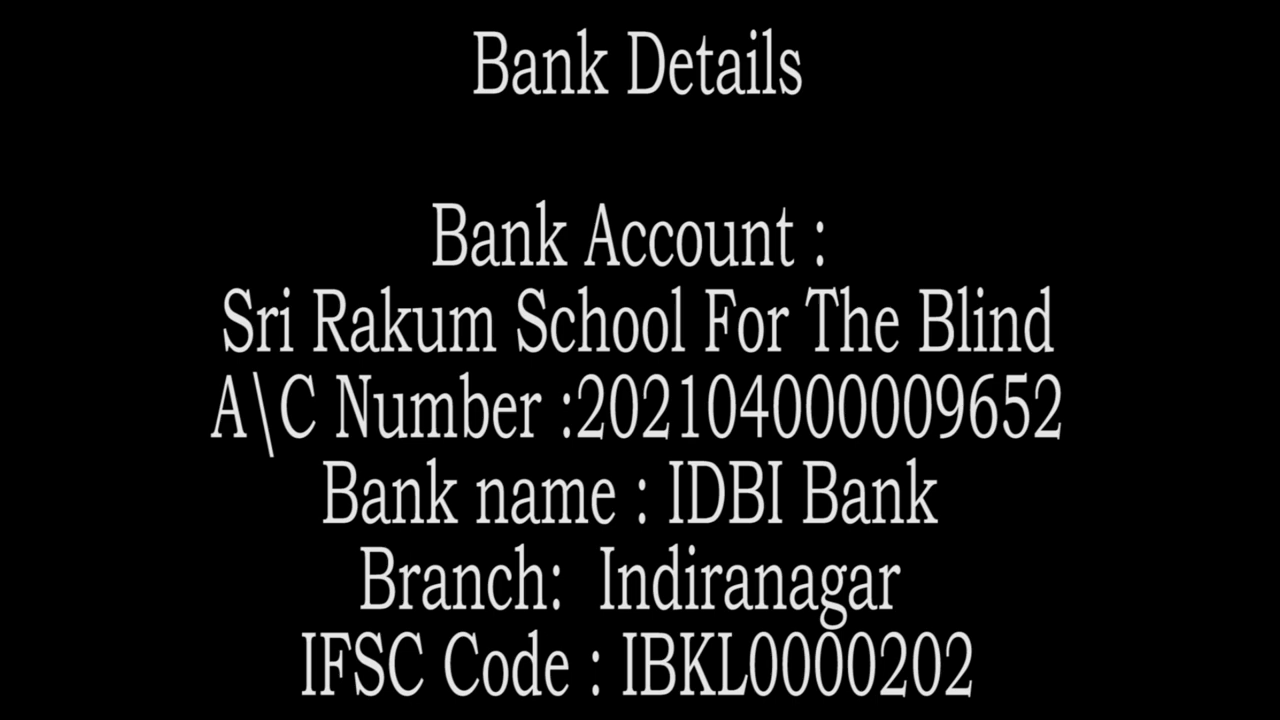 Bank Details
Bank Account :
Sri Rakum School For The Blind
A\C Number :202104000009652
Bank name : IDBI Bank
Branch:  Indiranagar
IFSC Code : IBKL0000202